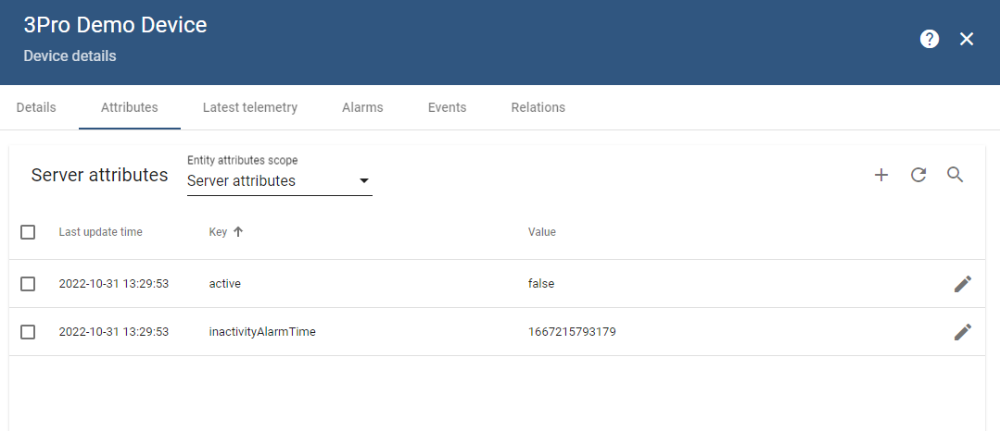 3Pro Demo Device
Device details
Details Attributes Latest telemetry Alarms Events Relations
Entity attributes scope
Server attributes Server attributes
Last update time Key Value
2022-10-31 13:29:53 active false
2022-10-31 13:29:53 inactivityAlarmTime 1667215793179